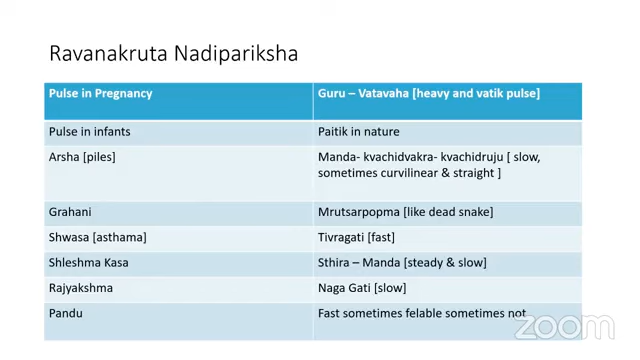 Ravanakruta Nadipariksha
Pulse in Pregnancy
Guru – Vatavaha [heavy and vatik pulse]
Pulse in infants
Paitik in nature
Arsha [piles]
Manda- kvachidvakra- kvachidruju [ slow,
sometimes curvilinear & straight ]
Grahani
Mrutsarpopma [like dead snake]
Shwasa [asthama]
Tivragati [fast]
Shleshma Kasa
Sthira – Manda [steady & slow]
Rajyakshma
Naga Gati [slow]
Pandu
Fast sometimes felable sometimes not
zoom